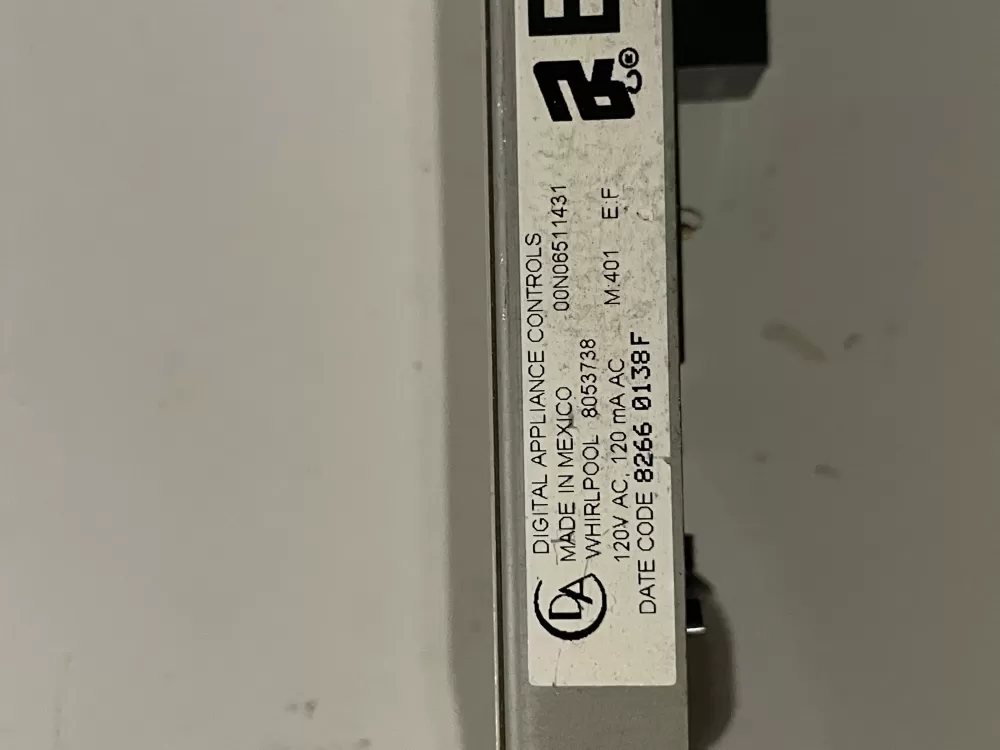 DIGITAL APPLIANCE CONTROLS
MADE IN MEXICO 00N06511431
WHIRLPOOL 8053738
120V AC, 120 mA AC M:401 E:F
DATE CODE 8266 0138F
DA